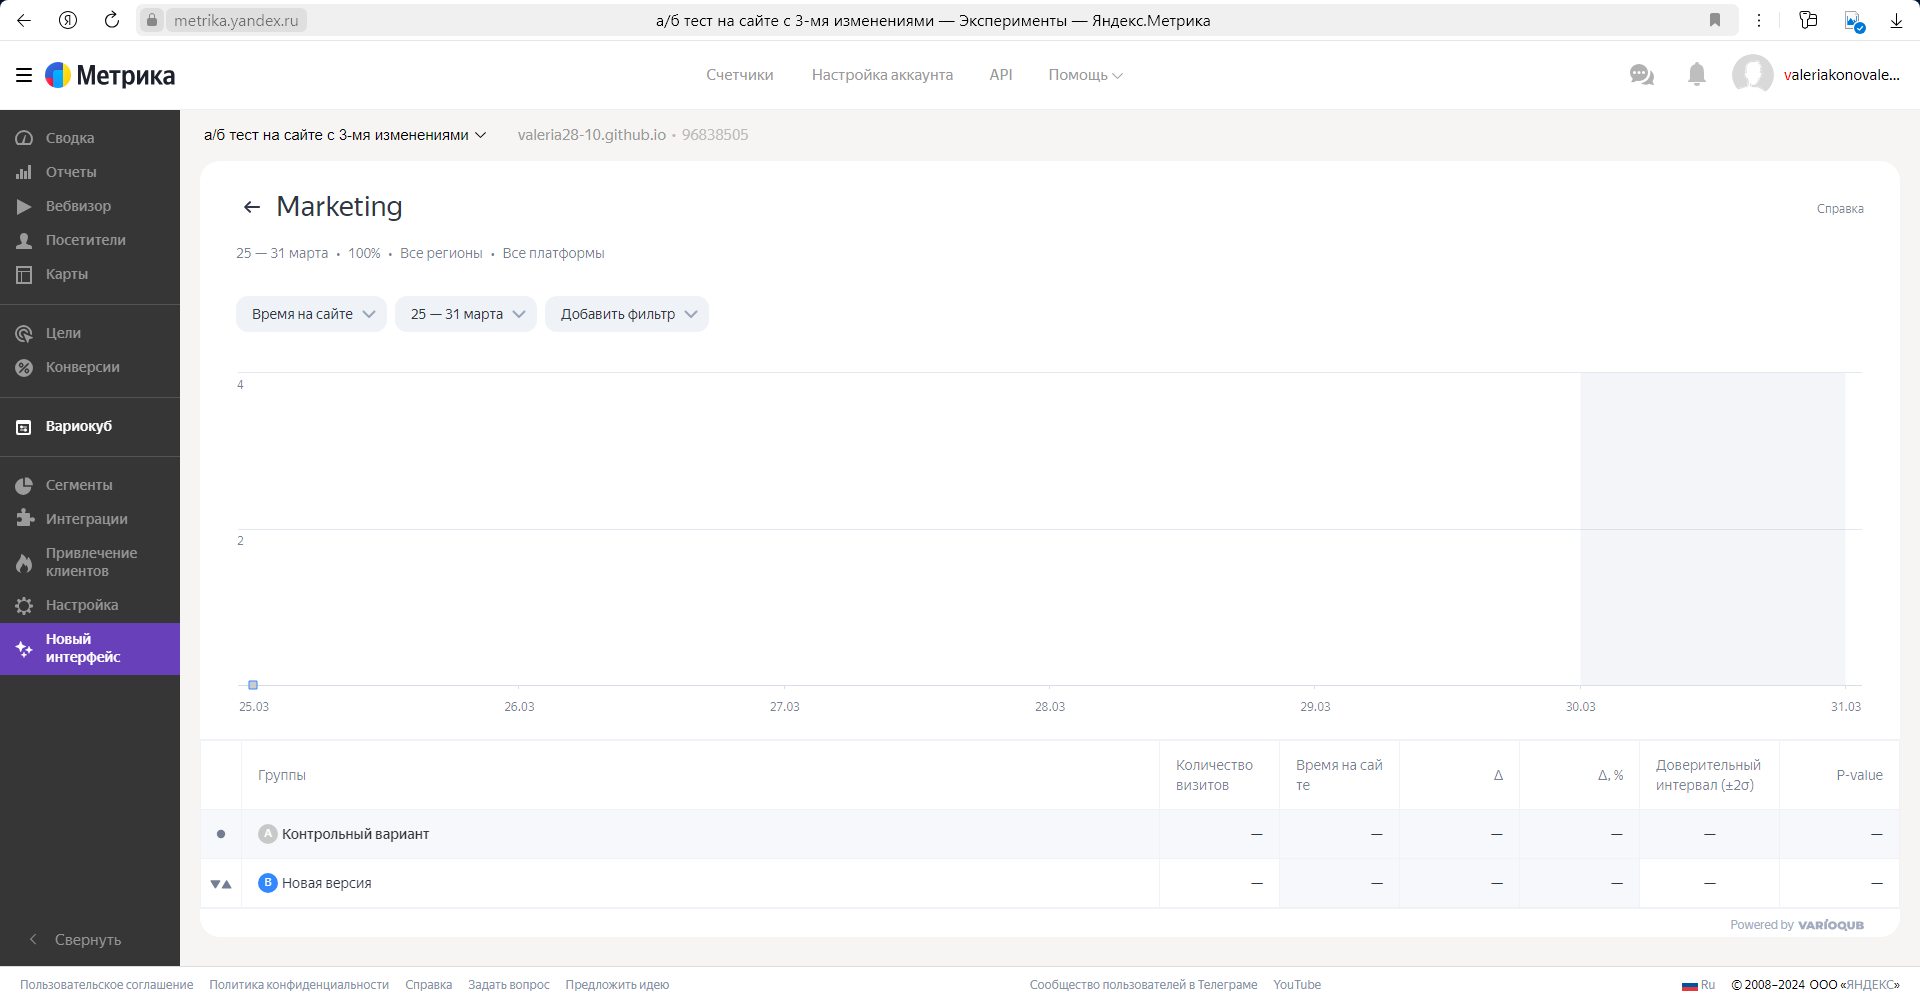 metrika.yandex.ru
а/б тест на сайте с 3-мя изменениями — Эксперименты — Яндекс.Метрика
Метрика
Счетчики
Настройка аккаунта
API
Помощь
valeriakonovale...
Сводка
Отчеты
Вебвизор
Посетители
Карты
Цели
Конверсии
Вариокуб
Сегменты
Интеграции
Привлечение
клиентов
Настройка
Новый
интерфейс
Свернуть
а/б тест на сайте с 3-мя изменениями
valeria28-10.github.io • 96838505
Marketing
Справка
25 — 31 марта • 100% • Все регионы • Все платформы
Время на сайте
25 — 31 марта
Добавить фильтр
4
2
25.03
26.03
27.03
28.03
29.03
30.03
31.03
Группы
Количество
визитов
Время на сай
те
Δ
Δ, %
Доверительный
интервал (±2σ)
P-value
A Контрольный вариант — — — — — —
B Новая версия — — — — — —
Powered by VARIOQUB
Пользовательское соглашение
Политика конфиденциальности
Справка
Задать вопрос
Предложить идею
Сообщество пользователей в Телеграме
YouTube
Ru
© 2008–2024 ООО «ЯНДЕКС»